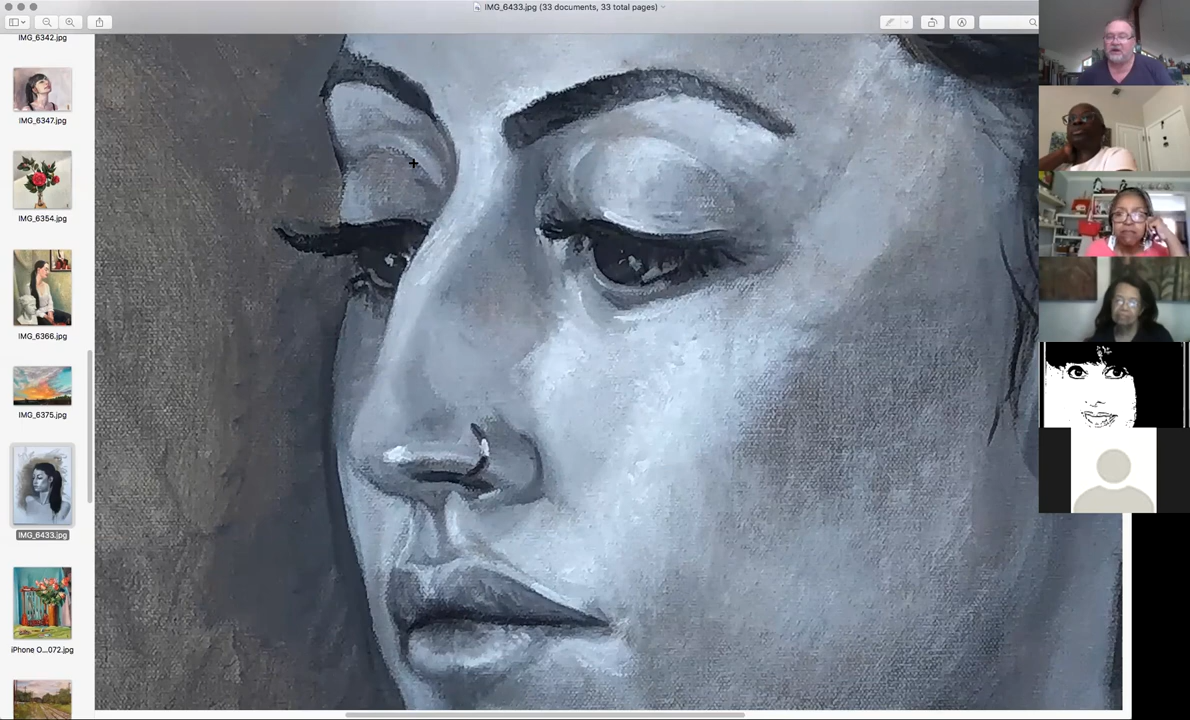 IMG_6433.jpg (33 documents, 33 total pages)
IMG_6342.jpg
IMG_6347.jpg
IMG_6354.jpg
IMG_6366.jpg
IMG_6375.jpg
IMG_6433.jpg
iPhone O...072.jpg